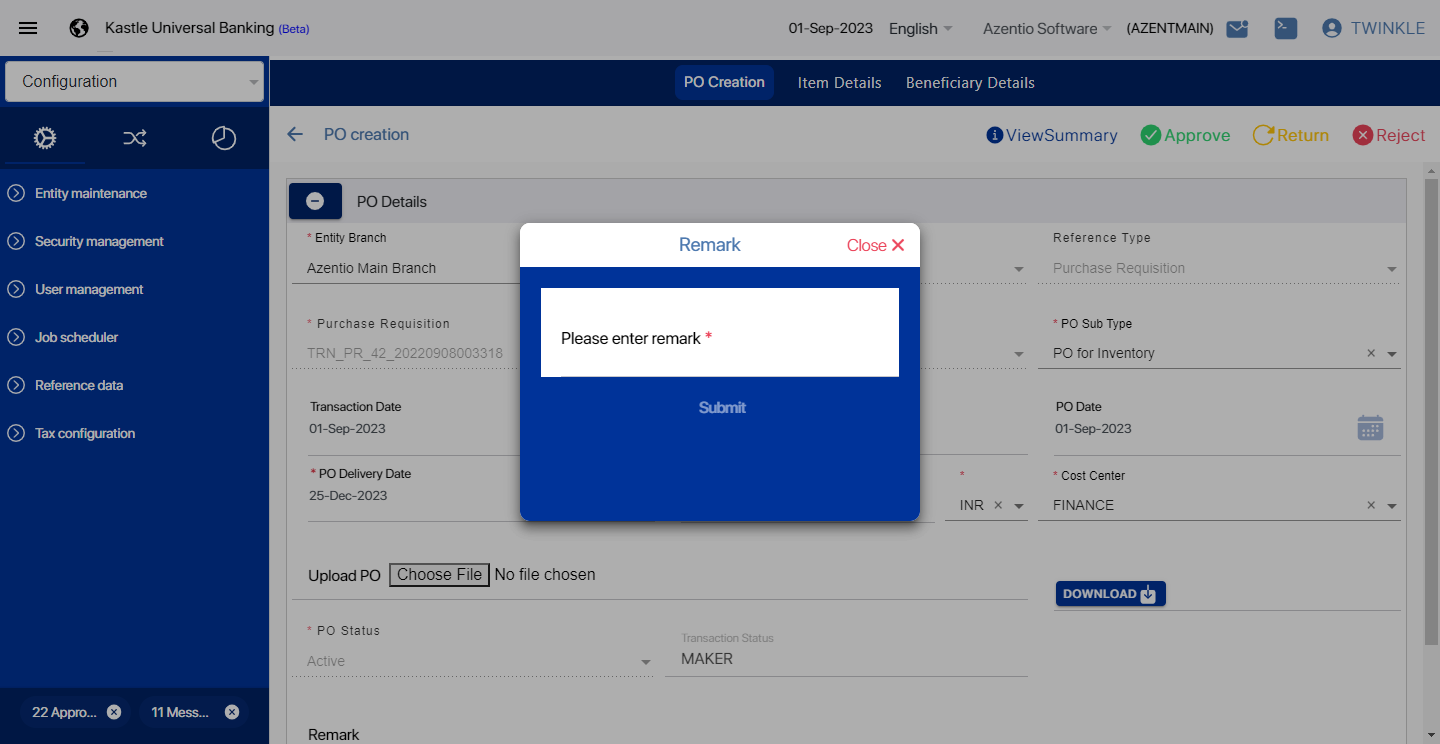 Kastle Universal Banking (Beta)
01-Sep-2023 English Azentio Software (AZENTMAIN) TWINKLE
Configuration
PO Creation Item Details Beneficiary Details
PO creation
ViewSummary Approve Return Reject
Entity maintenance
Security management
User management
Job scheduler
Reference data
Tax configuration
22 Appro... 11 Mess...
PO Details
* Entity Branch
Azentio Main Branch
Reference Type
Purchase Requisition
* Purchase Requisition
TRN_PR_42_20220908003318
* PO Sub Type
PO for Inventory ×
Transaction Date
01-Sep-2023
PO Date
01-Sep-2023
* PO Delivery Date
25-Dec-2023
*
INR ×
* Cost Center
FINANCE ×
Remark
Close ×
Please enter remark *
Submit
Upload PO Choose File No file chosen
DOWNLOAD
* PO Status
Active
Transaction Status
MAKER
Remark